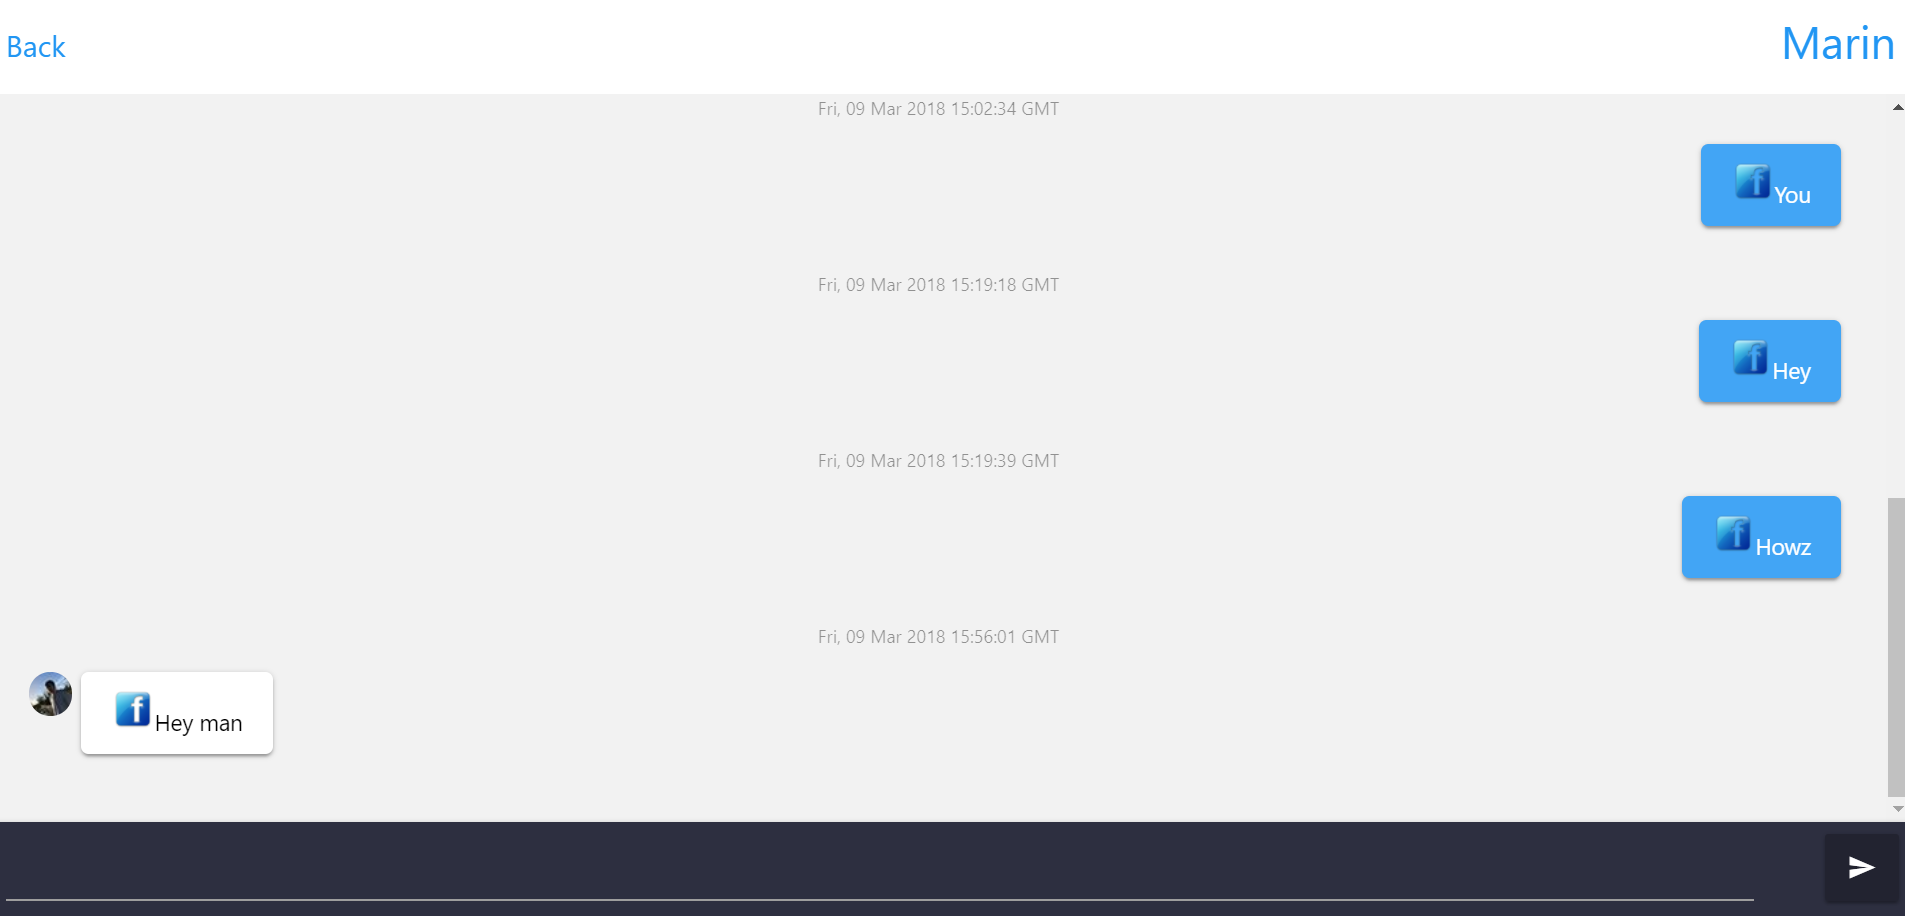 Back
Marin
Fri, 09 Mar 2018 15:02:34 GMT
f You
Fri, 09 Mar 2018 15:19:18 GMT
f Hey
Fri, 09 Mar 2018 15:19:39 GMT
f Howz
Fri, 09 Mar 2018 15:56:01 GMT
f Hey man